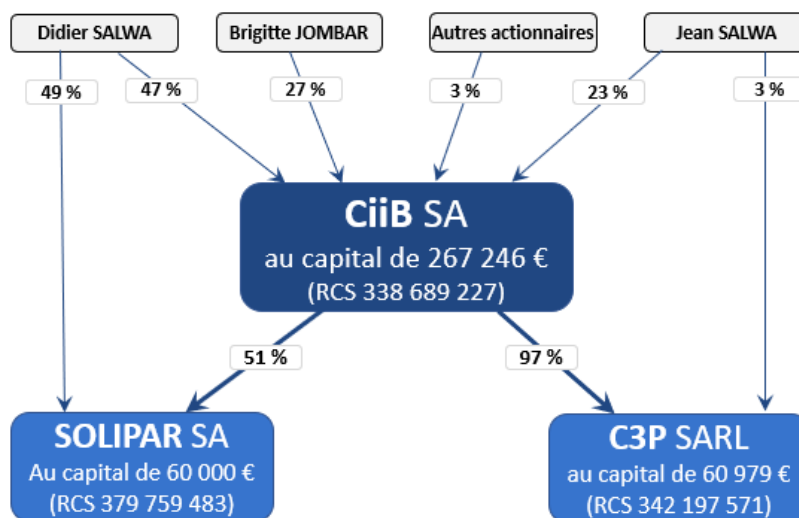 Didier SALWA
Brigitte JOMBAR
Autres actionnaires
Jean SALWA
49 %
47 %
27 %
3 %
23 %
3 %
CiiB SA
au capital de 267 246 €
(RCS 338 689 227)
51 %
97 %
SOLIPAR SA
Au capital de 60 000 €
(RCS 379 759 483)
C3P SARL
au capital de 60 979 €
(RCS 342 197 571)